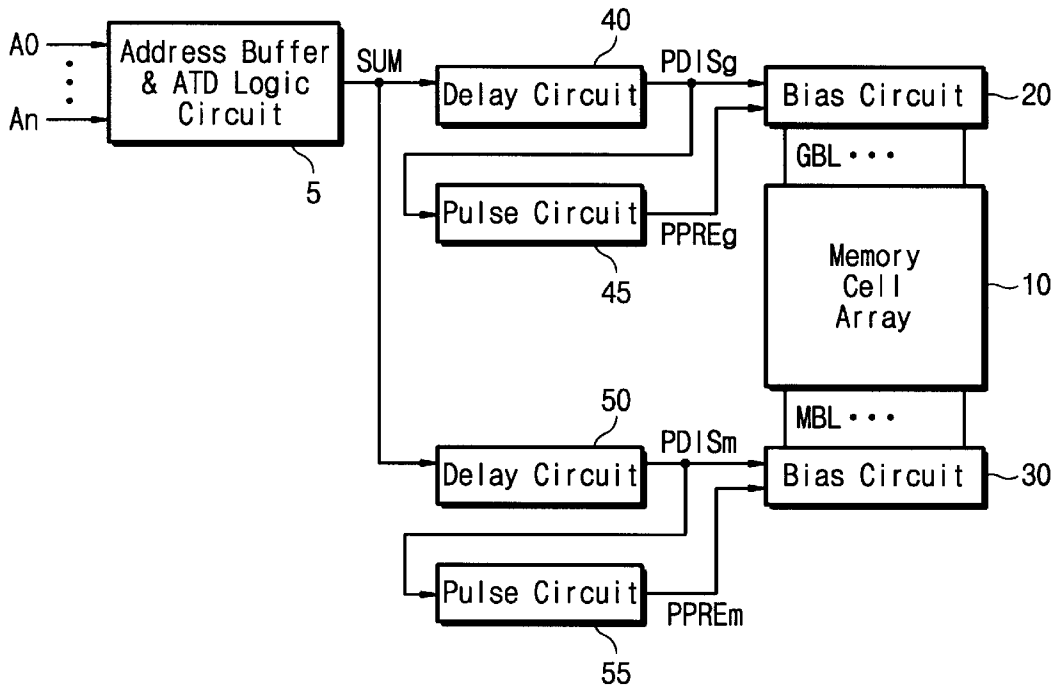 A0
An
Address Buffer
& ATD Logic
Circuit
5
SUM
40
Delay Circuit
PDISg
Bias Circuit
20
GBL ···
Pulse Circuit
PPREg
45
Memory
Cell
Array
10
MBL ···
50
Delay Circuit
PDISm
Bias Circuit
30
Pulse Circuit
PPREm
55